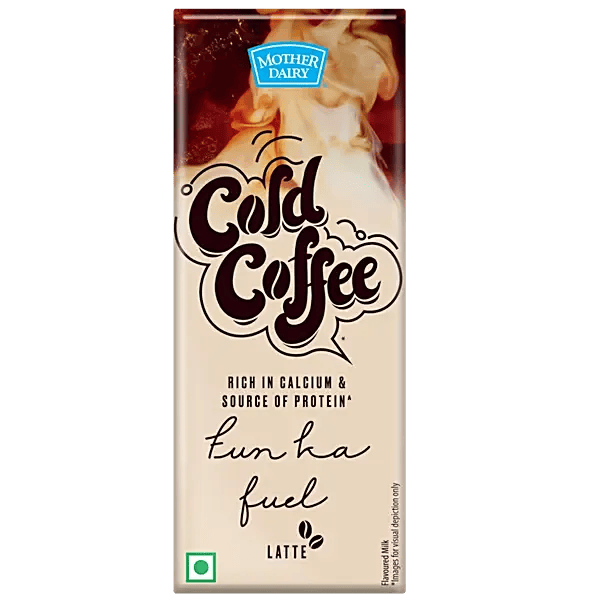 MOTHER
DAIRY
Cold
Coffee
*
RICH IN CALCIUM &
SOURCE OF PROTEIN^
Fun ka
fuel
LATTE
Flavoured Milk
*Images for visual depiction only